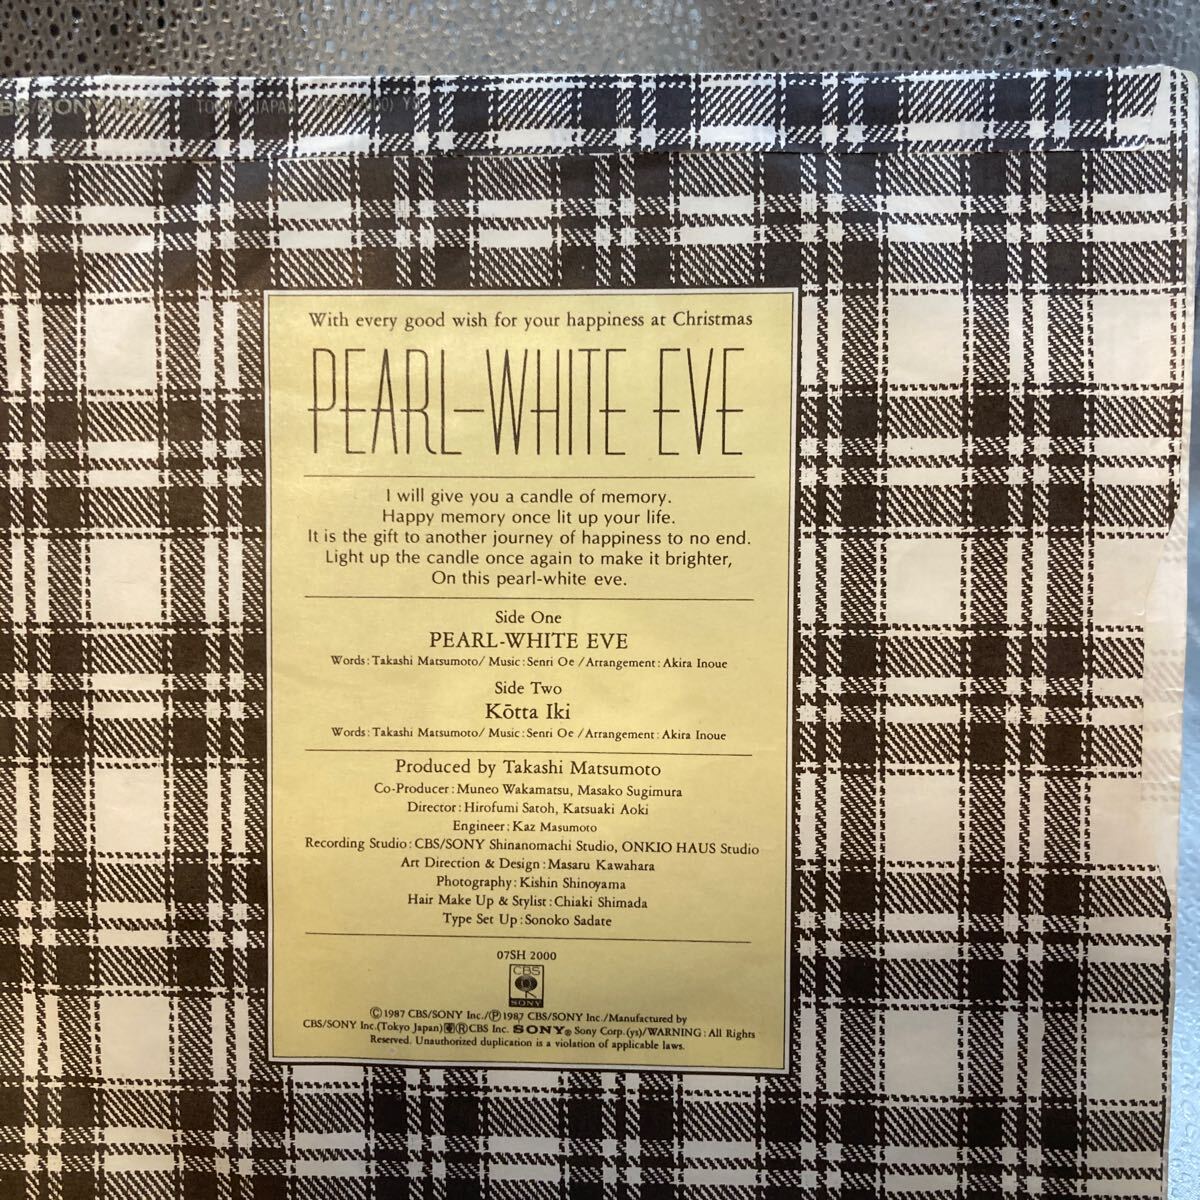 CBS/SONY INC. TOKYO JAPAN
With every good wish for your happiness at Christmas
PEARL-WHITE EVE
I will give you a candle of memory.
Happy memory once lit up your life.
It is the gift to another journey of happiness to no end.
Light up the candle once again to make it brighter,
On this pearl-white eve.
Side One
PEARL-WHITE EVE
Words: Takashi Matsumoto/ Music: Senri Oe /Arrangement: Akira Inoue
Side Two
Kōtta Iki
Words: Takashi Matsumoto/ Music: Senri Oe /Arrangement: Akira Inoue
Produced by Takashi Matsumoto
Co-Producer: Muneo Wakamatsu, Masako Sugimura
Director: Hirofumi Satoh, Katsuaki Aoki
Engineer: Kaz Masumoto
Recording Studio: CBS/SONY Shinanomachi Studio, ONKIO HAUS Studio
Art Direction & Design: Masaru Kawahara
Photography: Kishin Shinoyama
Hair Make Up & Stylist: Chiaki Shimada
Type Set Up: Sonoko Sadate
07SH 2000
CBS
SONY
Ⓒ1987 CBS/SONY Inc./Ⓟ1987 CBS/SONY Inc./Manufactured by
CBS/SONY Inc.(Tokyo Japan) ®CBS Inc. SONY® Sony Corp.(ys)/WARNING: All Rights
Reserved. Unauthorized duplication is a violation of applicable laws.